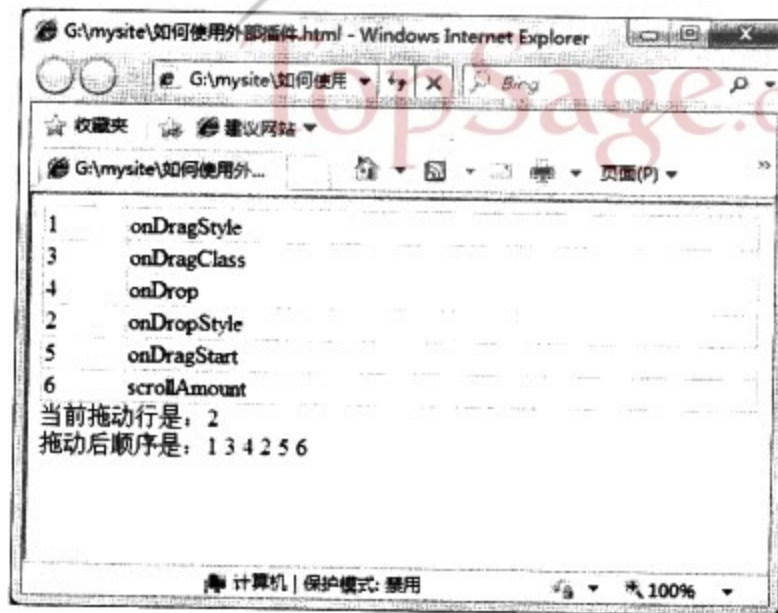 G:\mysite\如何使用外部插件.html - Windows Internet Explorer
G:\mysite\如何使用 Bing
收藏夹 建议网站
G:\mysite\如何使用外... 页面(P) »
TopSage.c
1 onDragStyle
3 onDragClass
4 onDrop
2 onDropStyle
5 onDragStart
6 scrollAmount
当前拖动行是：2
拖动后顺序是：1 3 4 2 5 6
计算机 | 保护模式: 禁用 100%